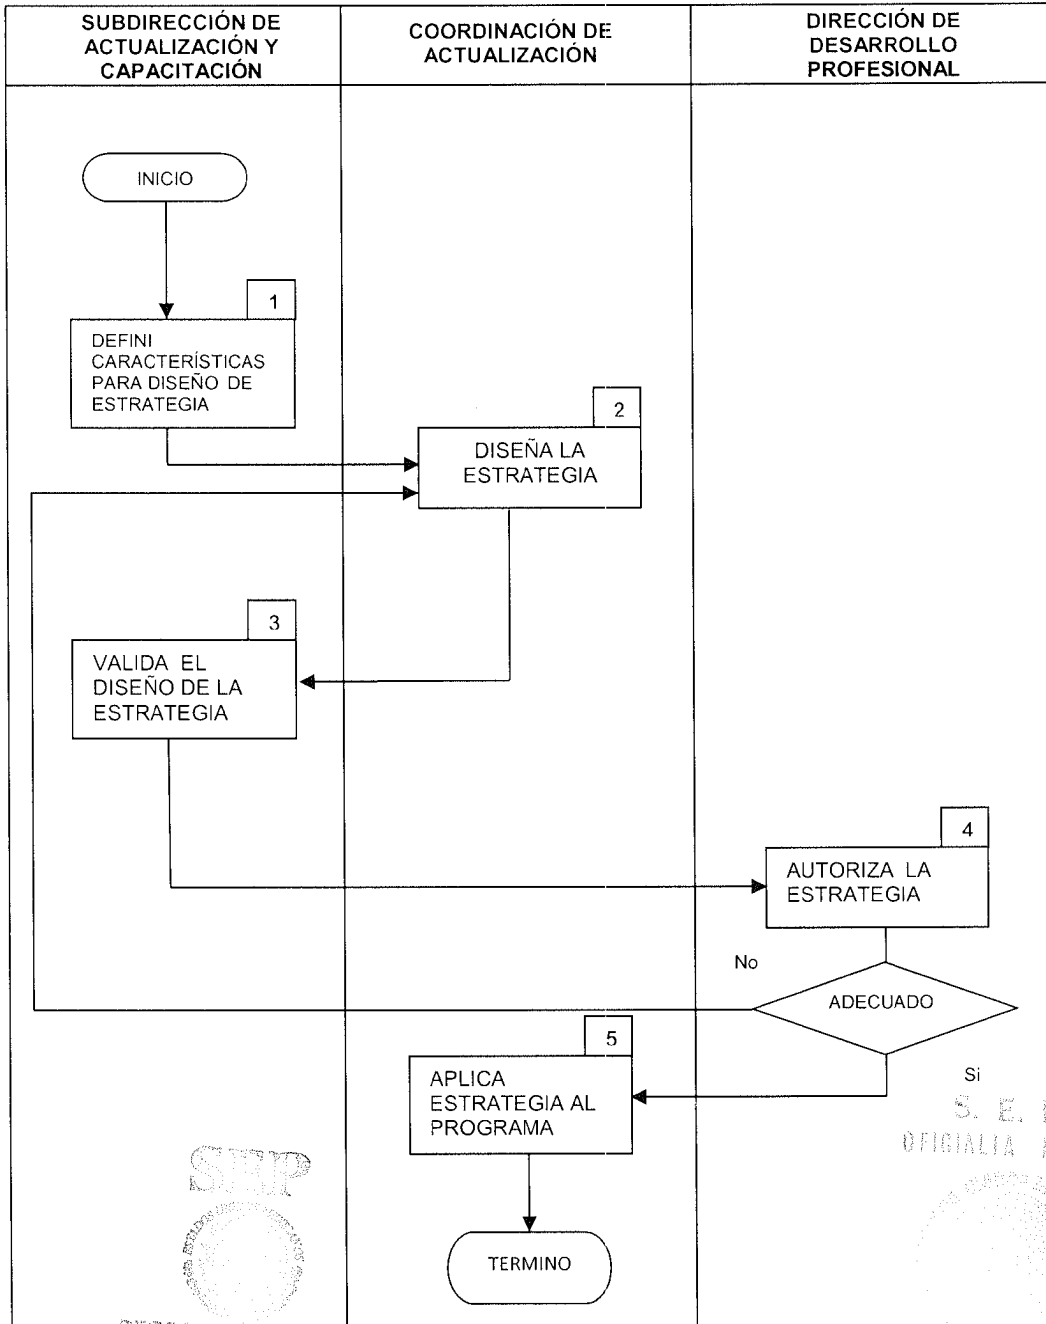 SUBDIRECCIÓN DE
ACTUALIZACIÓN Y
CAPACITACIÓN
COORDINACIÓN DE
ACTUALIZACIÓN
DIRECCIÓN DE
DESARROLLO
PROFESIONAL
INICIO
1
DEFINI
CARACTERÍSTICAS
PARA DISEÑO DE
ESTRATEGIA
2
DISEÑA LA
ESTRATEGIA
3
VALIDA EL
DISEÑO DE LA
ESTRATEGIA
4
AUTORIZA LA
ESTRATEGIA
No
ADECUADO
Si
5
APLICA
ESTRATEGIA AL
PROGRAMA
TERMINO
SEP
S. E.
OFICIALIA